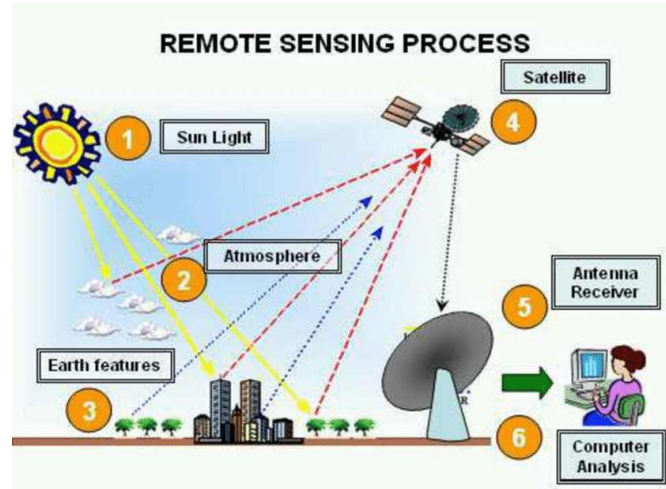 REMOTE SENSING PROCESS
Satellite
4
1
Sun Light
Atmosphere
2
Antenna
Receiver
5
Earth features
3
R
6
Computer
Analysis